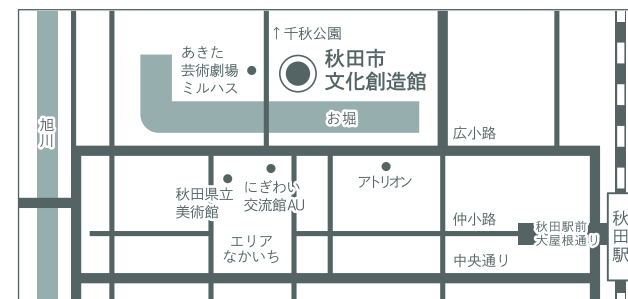 ↑千秋公園
あきた
芸術劇場
ミルハス
秋田市
文化創造館
お堀
旭川
広小路
秋田県立
美術館
にぎわい
交流館AU
アトリオン
エリア
なかいち
仲小路
秋田駅前
大屋根通り
中央通り
秋田駅